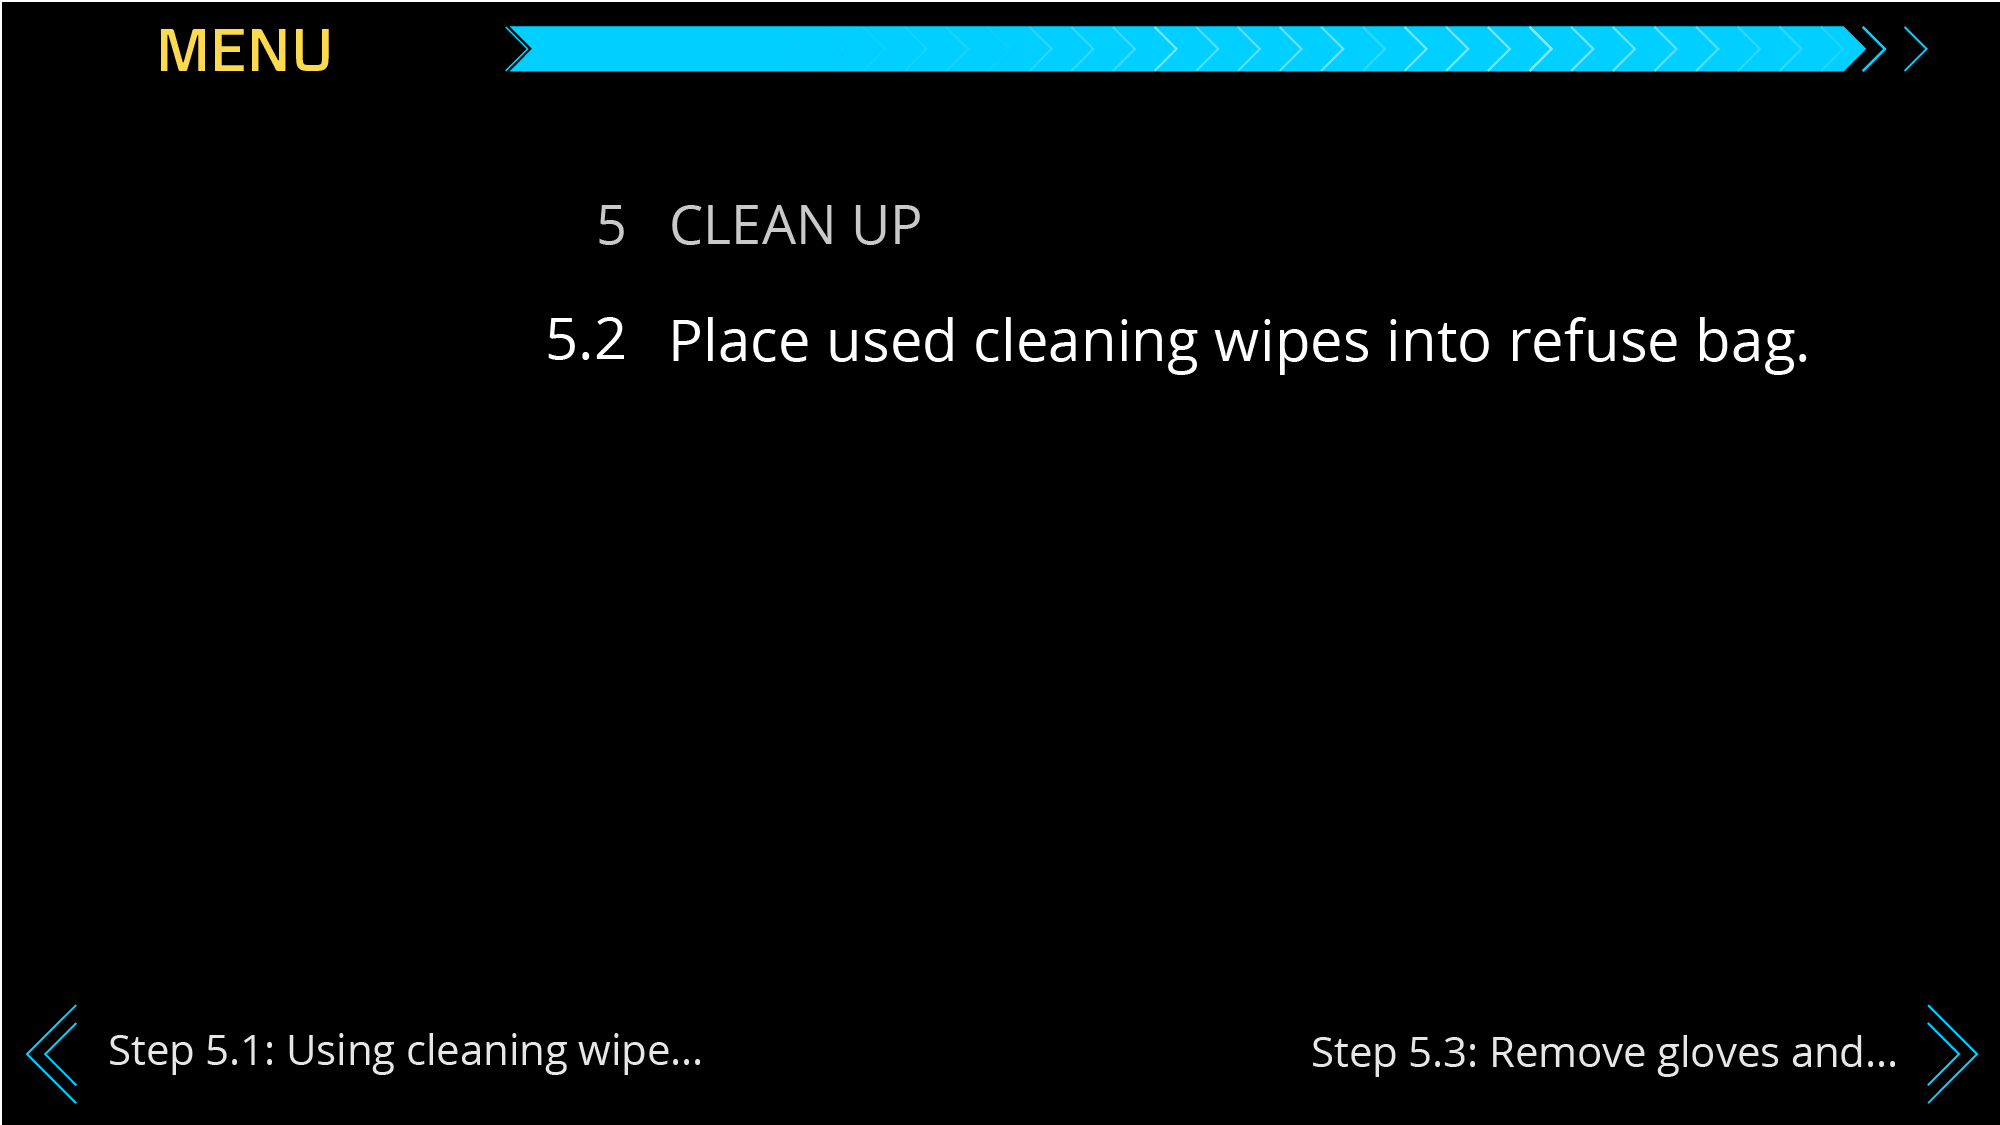 MENU
5 CLEAN UP
5.2 Place used cleaning wipes into refuse bag.
Step 5.1: Using cleaning wipe...
Step 5.3: Remove gloves and...